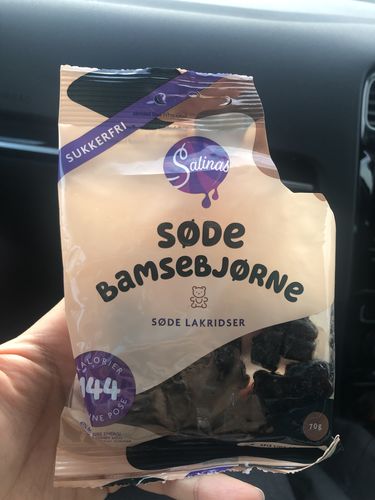 SUKKERFRI
Salinas
SØDE
BAMSEBJØRNE
SØDE LAKRIDSER
KALORIER
144
70g